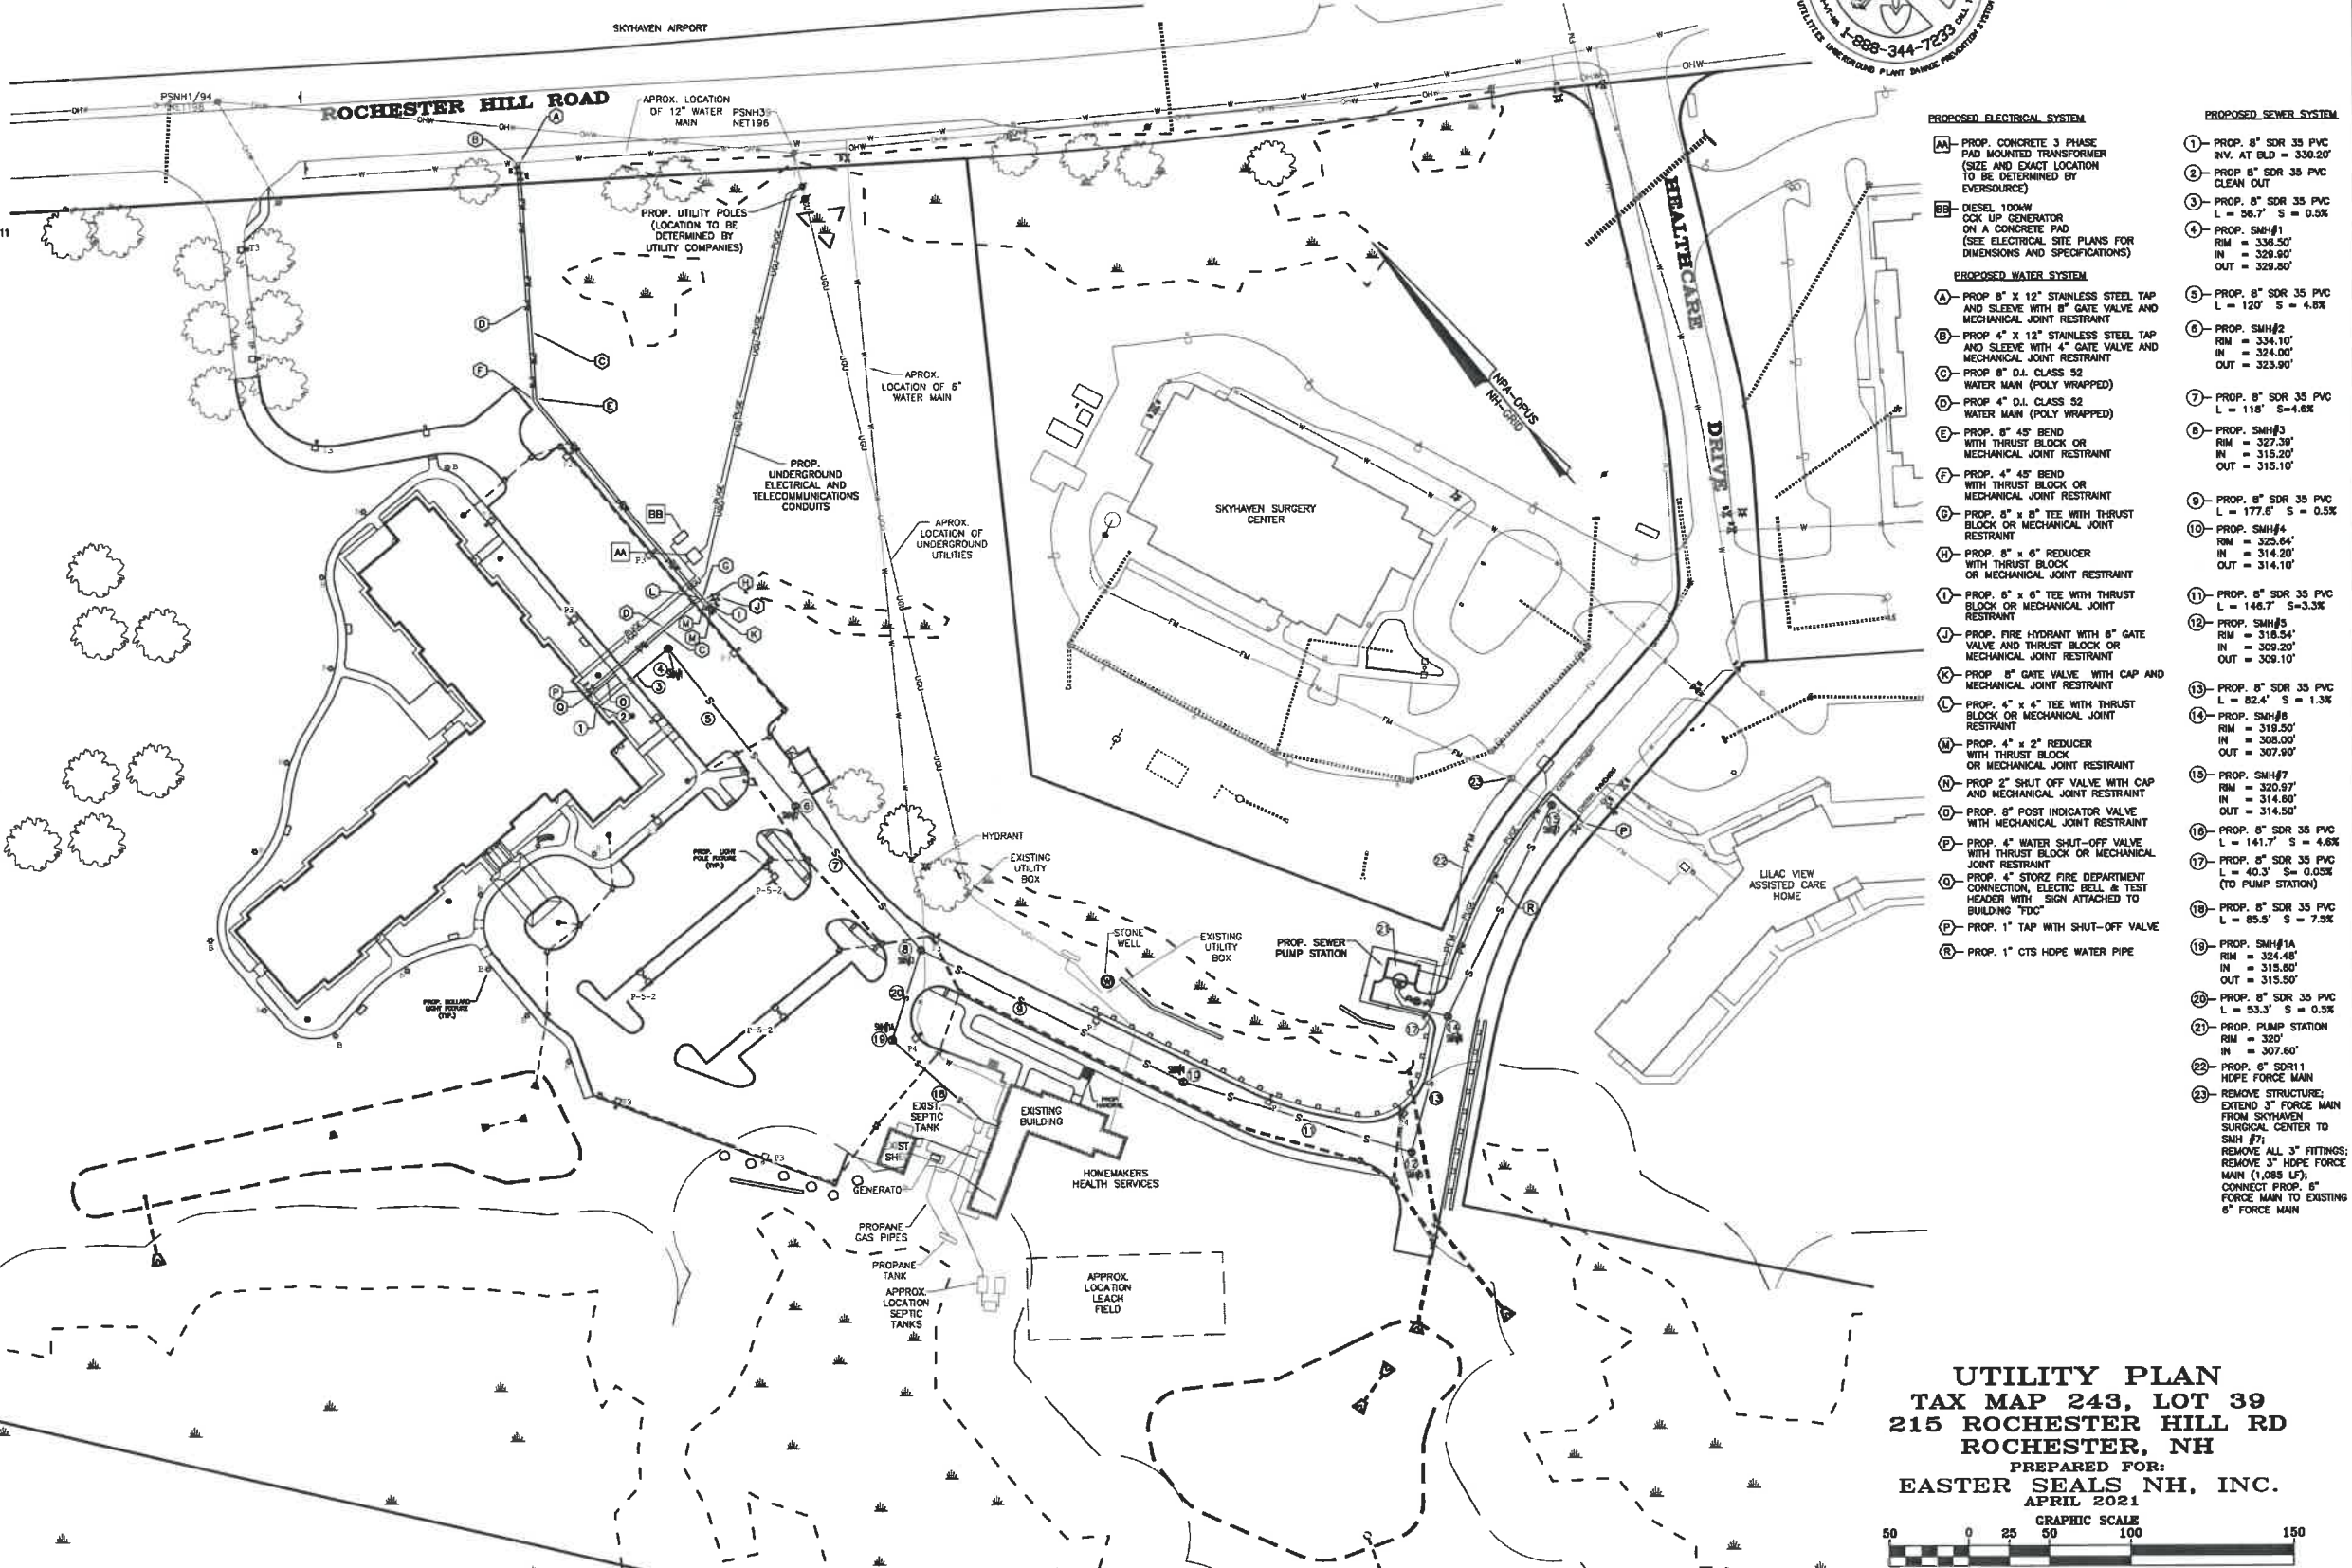 SKYHAVEN AIRPORT
1-888-344-7233
UTILITIES UNDERGROUND PLANT DAMAGE PREVENTION SYSTEM
PSNH1/94
ROCHESTER HILL ROAD
APROX. LOCATION
OF 12" WATER
MAIN
NET196
11
PROP. UTILITY POLES
(LOCATION TO BE
DETERMINED BY
UTILITY COMPANIES)
HEALTHCARE
DRIVE
APROX.
LOCATION OF 6"
WATER MAIN
NPA-OPUS
NH-GRID
PROP.
UNDERGROUND
ELECTRICAL AND
TELECOMMUNICATIONS
CONDUITS
APROX.
LOCATION OF
UNDERGROUND
UTILITIES
SKYHAVEN SURGERY
CENTER
HYDRANT
EXISTING
UTILITY
BOX
PROP. LIGHT
POLE FIXTURE
(TYP.)
P-5-2
P-5-2
P-5-2
PROP. BOLLARD
LIGHT FIXTURE
(TYP.)
STONE
WELL
EXISTING
UTILITY
BOX
PROP. SEWER
PUMP STATION
LILAC VIEW
ASSISTED CARE
HOME
EXIST.
SEPTIC
TANK
EXISTING
BUILDING
GENERATO
HOMEMAKERS
HEALTH SERVICES
PROPANE
GAS PIPES
PROPANE
TANK
APPROX.
LOCATION
SEPTIC
TANKS
APPROX.
LOCATION
LEACH
FIELD
PROPOSED ELECTRICAL SYSTEM
AA PROP. CONCRETE 3 PHASE
PAD MOUNTED TRANSFORMER
(SIZE AND EXACT LOCATION
TO BE DETERMINED BY
EVERSOURCE)
BB DIESEL 100KW
CCK UP GENERATOR
ON A CONCRETE PAD
(SEE ELECTRICAL SITE PLANS FOR
DIMENSIONS AND SPECIFICATIONS)
PROPOSED WATER SYSTEM
A PROP 8" X 12" STAINLESS STEEL TAP
AND SLEEVE WITH 8" GATE VALVE AND
MECHANICAL JOINT RESTRAINT
B PROP 4" X 12" STAINLESS STEEL TAP
AND SLEEVE WITH 4" GATE VALVE AND
MECHANICAL JOINT RESTRAINT
C PROP 8" D.I. CLASS 52
WATER MAIN (POLY WRAPPED)
D PROP 4" D.I. CLASS 52
WATER MAIN (POLY WRAPPED)
E PROP. 8" 45° BEND
WITH THRUST BLOCK OR
MECHANICAL JOINT RESTRAINT
F PROP. 4" 45° BEND
WITH THRUST BLOCK OR
MECHANICAL JOINT RESTRAINT
G PROP. 8" x 8" TEE WITH THRUST
BLOCK OR MECHANICAL JOINT
RESTRAINT
H PROP. 8" x 6" REDUCER
WITH THRUST BLOCK
OR MECHANICAL JOINT RESTRAINT
I PROP. 6" x 6" TEE WITH THRUST
BLOCK OR MECHANICAL JOINT
RESTRAINT
J PROP. FIRE HYDRANT WITH 6" GATE
VALVE AND THRUST BLOCK OR
MECHANICAL JOINT RESTRAINT
K PROP 8" GATE VALVE WITH CAP AND
MECHANICAL JOINT RESTRAINT
L PROP. 4" x 4" TEE WITH THRUST
BLOCK OR MECHANICAL JOINT
RESTRAINT
M PROP. 4" x 2" REDUCER
WITH THRUST BLOCK
OR MECHANICAL JOINT RESTRAINT
N PROP 2" SHUT OFF VALVE WITH CAP
AND MECHANICAL JOINT RESTRAINT
O PROP. 8" POST INDICATOR VALVE
WITH MECHANICAL JOINT RESTRAINT
P PROP. 4" WATER SHUT-OFF VALVE
WITH THRUST BLOCK OR MECHANICAL
JOINT RESTRAINT
Q PROP. 4" STORZ FIRE DEPARTMENT
CONNECTION, ELECTIC BELL & TEST
HEADER WITH SIGN ATTACHED TO
BUILDING "FDC"
P PROP. 1" TAP WITH SHUT-OFF VALVE
R PROP. 1" CTS HDPE WATER PIPE
PROPOSED SEWER SYSTEM
1 PROP. 8" SDR 35 PVC
INV. AT BLD = 330.20'
2 PROP 8" SDR 35 PVC
CLEAN OUT
3 PROP. 8" SDR 35 PVC
L = 56.7' S = 0.5%
4 PROP. SMH#1
RIM = 336.50'
IN = 329.90'
OUT = 329.80'
5 PROP. 8" SDR 35 PVC
L = 120' S = 4.8%
6 PROP. SMH#2
RIM = 334.10'
IN = 324.00'
OUT = 323.90'
7 PROP. 8" SDR 35 PVC
L = 118' S=4.6%
8 PROP. SMH#3
RIM = 327.39'
IN = 315.20'
OUT = 315.10'
9 PROP. 8" SDR 35 PVC
L = 177.6' S = 0.5%
10 PROP. SMH#4
RIM = 325.64'
IN = 314.20'
OUT = 314.10'
11 PROP. 8" SDR 35 PVC
L = 146.7' S=3.3%
12 PROP. SMH#5
RIM = 316.54'
IN = 309.20'
OUT = 309.10'
13 PROP. 8" SDR 35 PVC
L = 82.4' S = 1.3%
14 PROP. SMH#6
RIM = 319.50'
IN = 308.00'
OUT = 307.90'
15 PROP. SMH#7
RIM = 320.97'
IN = 314.60'
OUT = 314.50'
16 PROP. 8" SDR 35 PVC
L = 141.7' S = 4.6%
17 PROP. 8" SDR 35 PVC
L = 40.3' S= 0.05%
(TO PUMP STATION)
18 PROP. 8" SDR 35 PVC
L = 85.5' S = 7.5%
19 PROP. SMH#1A
RIM = 324.48'
IN = 315.60'
OUT = 315.50'
20 PROP. 8" SDR 35 PVC
L = 53.3' S = 0.5%
21 PROP. PUMP STATION
RIM = 320'
IN = 307.60'
22 PROP. 6" SDR11
HDPE FORCE MAIN
23 REMOVE STRUCTURE;
EXTEND 3" FORCE MAIN
FROM SKYHAVEN
SURGICAL CENTER TO
SMH #7;
REMOVE ALL 3" FITTINGS;
REMOVE 3" HDPE FORCE
MAIN (1,085 LF);
CONNECT PROP. 6"
FORCE MAIN TO EXISTING
6" FORCE MAIN
UTILITY PLAN
TAX MAP 243, LOT 39
215 ROCHESTER HILL RD
ROCHESTER, NH
PREPARED FOR:
EASTER SEALS NH, INC.
APRIL 2021
GRAPHIC SCALE
50 0 25 50 100 150